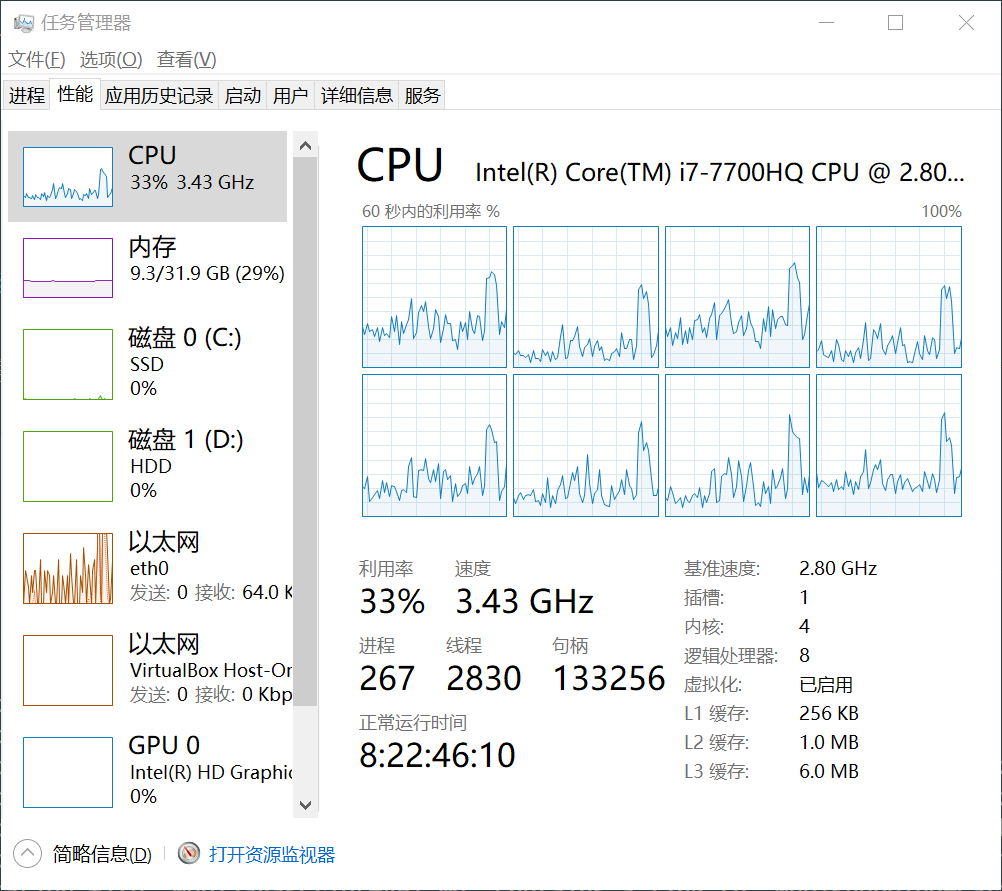 任务管理器
文件(F) 选项(O) 查看(V)
进程 性能 应用历史记录 启动 用户 详细信息 服务
CPU
33% 3.43 GHz
内存
9.3/31.9 GB (29%)
磁盘 0 (C:)
SSD
0%
磁盘 1 (D:)
HDD
0%
以太网
eth0
发送: 0 接收: 64.0 K
以太网
VirtualBox Host-On
发送: 0 接收: 0 Kbp
GPU 0
Intel(R) HD Graphic
0%
CPU Intel(R) Core(TM) i7-7700HQ CPU @ 2.80...
60 秒内的利用率 % 100%
利用率 速度
33% 3.43 GHz
进程 线程 句柄
267 2830 133256
正常运行时间
8:22:46:10
基准速度: 2.80 GHz
插槽: 1
内核: 4
逻辑处理器: 8
虚拟化: 已启用
L1 缓存: 256 KB
L2 缓存: 1.0 MB
L3 缓存: 6.0 MB
简略信息(D) 打开资源监视器